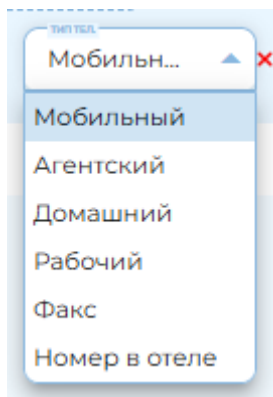 ТИП ТЕЛ.
Мобильн...
Мобильный
Агентский
Домашний
Рабочий
Факс
Номер в отеле